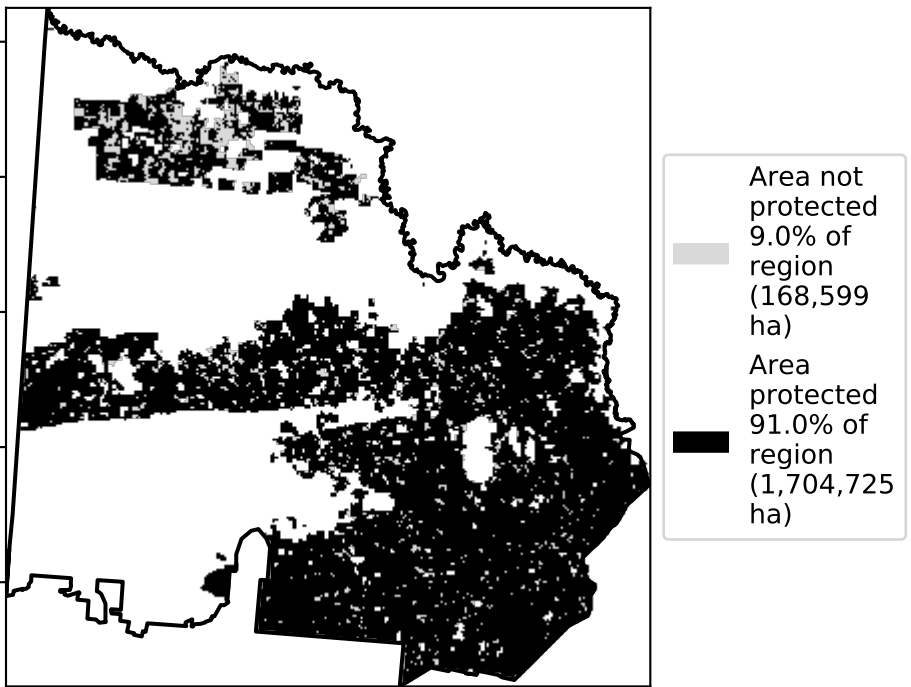 Area not
protected
9.0% of
region
(168,599
ha)
Area
protected
91.0% of
region
(1,704,725
ha)